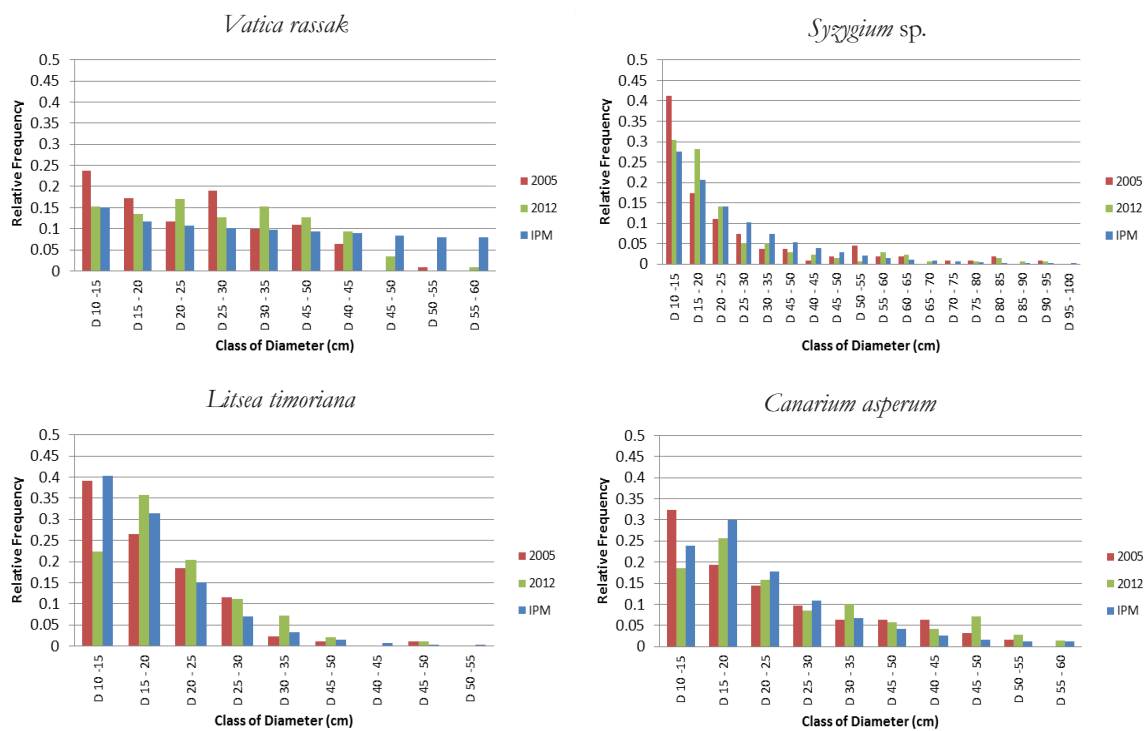 Vatica rassak
0.5
0.45
0.4
0.35
0.3
0.25
0.2
0.15
0.1
0.05
0
Relative Frequency
D 10 -15
D 15 - 20
D 20 - 25
D 25 - 30
D 30 - 35
D 45 - 50
D 40 - 45
D 45 - 50
D 50 -55
D 55 - 60
Class of Diameter (cm)
2005
2012
IPM
Syzygium sp.
0.5
0.45
0.4
0.35
0.3
0.25
0.2
0.15
0.1
0.05
0
Relative Frequency
D 10 -15
D 15 - 20
D 20 - 25
D 25 - 30
D 30 - 35
D 45 - 50
D 40 - 45
D 45 - 50
D 50 -55
D 55 - 60
D 60 - 65
D 65 - 70
D 70 - 75
D 75 - 80
D 80 - 85
D 85 - 90
D 90 - 95
D 95 - 100
Class of Diameter (cm)
2005
2012
IPM
Litsea timoriana
0.5
0.45
0.4
0.35
0.3
0.25
0.2
0.15
0.1
0.05
0
Relative Frequency
D 10 -15
D 15 - 20
D 20 - 25
D 25 - 30
D 30 - 35
D 45 - 50
D 40 - 45
D 45 - 50
D 50 -55
Class of Diameter (cm)
2005
2012
IPM
Canarium asperum
0.5
0.45
0.4
0.35
0.3
0.25
0.2
0.15
0.1
0.05
0
Relative Frequency
D 10 -15
D 15 - 20
D 20 - 25
D 25 - 30
D 30 - 35
D 45 - 50
D 40 - 45
D 45 - 50
D 50 -55
D 55 - 60
Class of Diameter (cm)
2005
2012
IPM